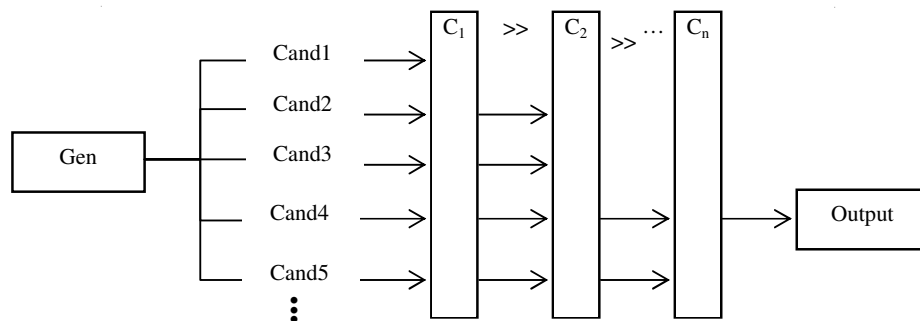 C₁ >> C₂ >> … Cₙ
Cand1
Cand2
Cand3
Gen
Cand4
Output
Cand5